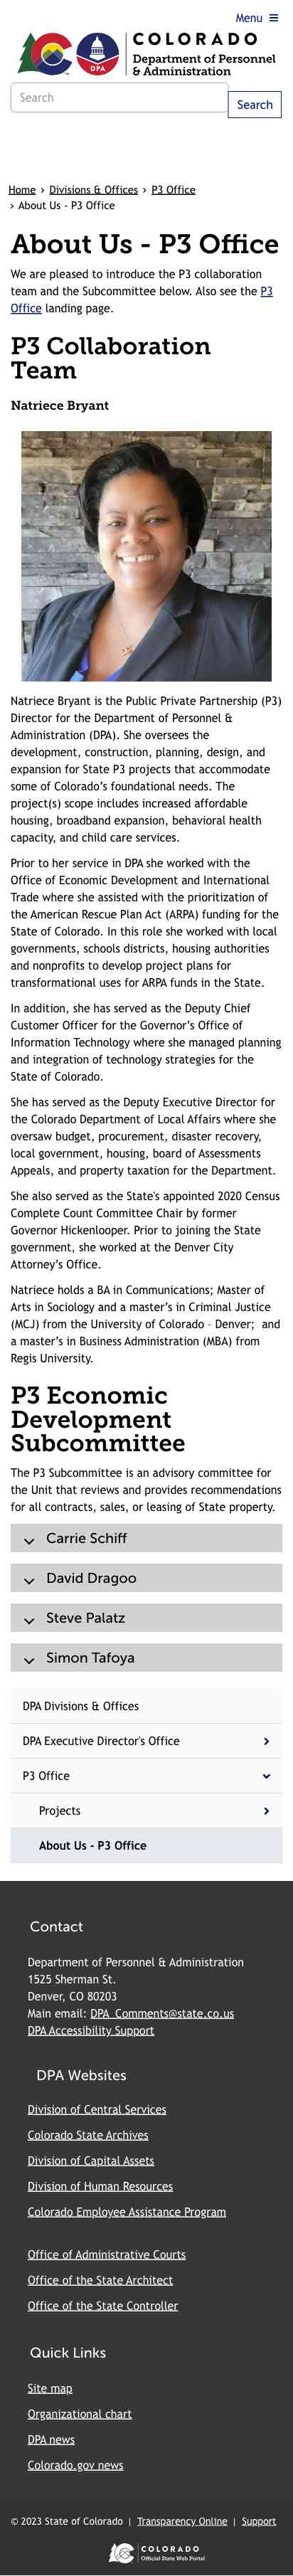 Menu
COLORADO
Department of Personnel
& Administration
DPA
Search
Search
Home › Divisions & Offices › P3 Office
› About Us - P3 Office
About Us - P3 Office
We are pleased to introduce the P3 collaboration
team and the Subcommittee below. Also see the P3
Office landing page.
P3 Collaboration
Team
Natriece Bryant
Natriece Bryant is the Public Private Partnership (P3)
Director for the Department of Personnel &
Administration (DPA). She oversees the
development, construction, planning, design, and
expansion for State P3 projects that accommodate
some of Colorado’s foundational needs. The
project(s) scope includes increased affordable
housing, broadband expansion, behavioral health
capacity, and child care services.
Prior to her service in DPA she worked with the
Office of Economic Development and International
Trade where she assisted with the prioritization of
the American Rescue Plan Act (ARPA) funding for the
State of Colorado. In this role she worked with local
governments, schools districts, housing authorities
and nonprofits to develop project plans for
transformational uses for ARPA funds in the State.
In addition, she has served as the Deputy Chief
Customer Officer for the Governor’s Office of
Information Technology where she managed planning
and integration of technology strategies for the
State of Colorado.
She has served as the Deputy Executive Director for
the Colorado Department of Local Affairs where she
oversaw budget, procurement, disaster recovery,
local government, housing, board of Assessments
Appeals, and property taxation for the Department.
She also served as the State's appointed 2020 Census
Complete Count Committee Chair by former
Governor Hickenlooper. Prior to joining the State
government, she worked at the Denver City
Attorney’s Office.
Natriece holds a BA in Communications; Master of
Arts in Sociology and a master’s in Criminal Justice
(MCJ) from the University of Colorado – Denver; and
a master’s in Business Administration (MBA) from
Regis University.
P3 Economic
Development
Subcommittee
The P3 Subcommittee is an advisory committee for
the Unit that reviews and provides recommendations
for all contracts, sales, or leasing of State property.
Carrie Schiff
David Dragoo
Steve Palatz
Simon Tafoya
DPA Divisions & Offices
DPA Executive Director's Office
P3 Office
Projects
About Us - P3 Office
Contact
Department of Personnel & Administration
1525 Sherman St.
Denver, CO 80203
Main email: DPA_Comments@state.co.us
DPA Accessibility Support
DPA Websites
Division of Central Services
Colorado State Archives
Division of Capital Assets
Division of Human Resources
Colorado Employee Assistance Program
Office of Administrative Courts
Office of the State Architect
Office of the State Controller
Quick Links
Site map
Organizational chart
DPA news
Colorado.gov news
© 2023 State of Colorado | Transparency Online | Support
COLORADO
Official State Web Portal